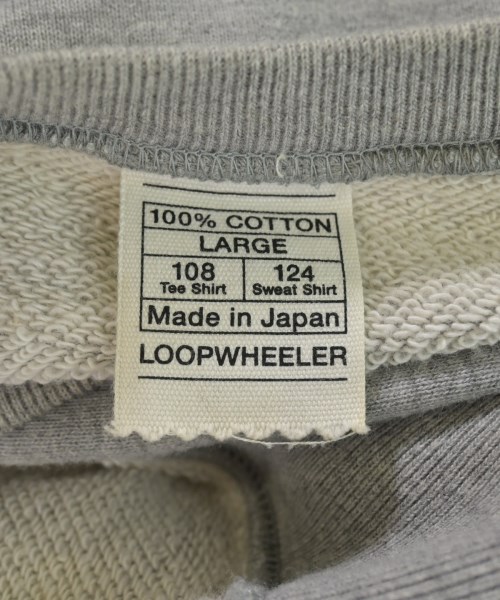 100% COTTON
LARGE
108 124
Tee Shirt Sweat Shirt
Made in Japan
LOOPWHEELER